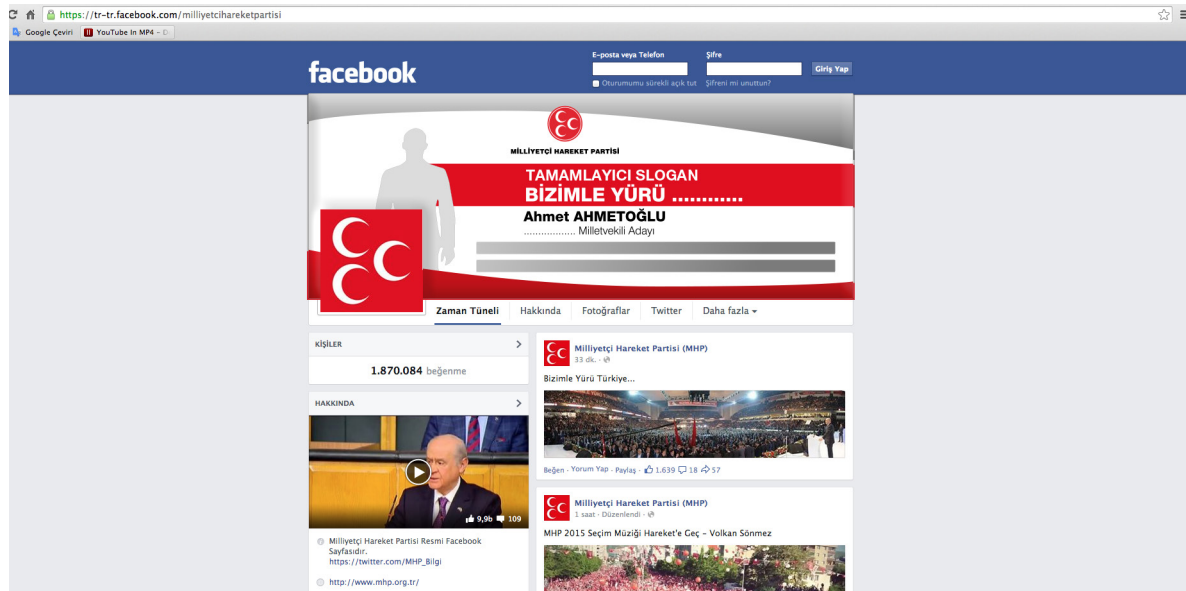 https://tr-tr.facebook.com/milliyetcihareketpartisi
Google Çeviri YouTube In MP4 – D
facebook
E-posta veya Telefon
Şifre
Giriş Yap
Oturumumu sürekli açık tut
Şifreni mi unuttun?
MİLLİYETÇİ HAREKET PARTİSİ
TAMAMLAYICI SLOGAN
BİZİMLE YÜRÜ ............
Ahmet AHMETOĞLU
.................. Milletvekili Adayı
Zaman Tüneli Hakkında Fotoğraflar Twitter Daha fazla
KİŞİLER
1.870.084 beğenme
HAKKINDA
9,9b 109
Milliyetçi Hareket Partisi Resmi Facebook
Sayfasıdır.
https://twitter.com/MHP_Bilgi
http://www.mhp.org.tr/
Milliyetçi Hareket Partisi (MHP)
33 dk. ·
Bizimle Yürü Türkiye...
Beğen · Yorum Yap · Paylaş · 1.639 18 57
Milliyetçi Hareket Partisi (MHP)
1 saat · Düzenlendi ·
MHP 2015 Seçim Müziği Hareket'e Geç – Volkan Sönmez